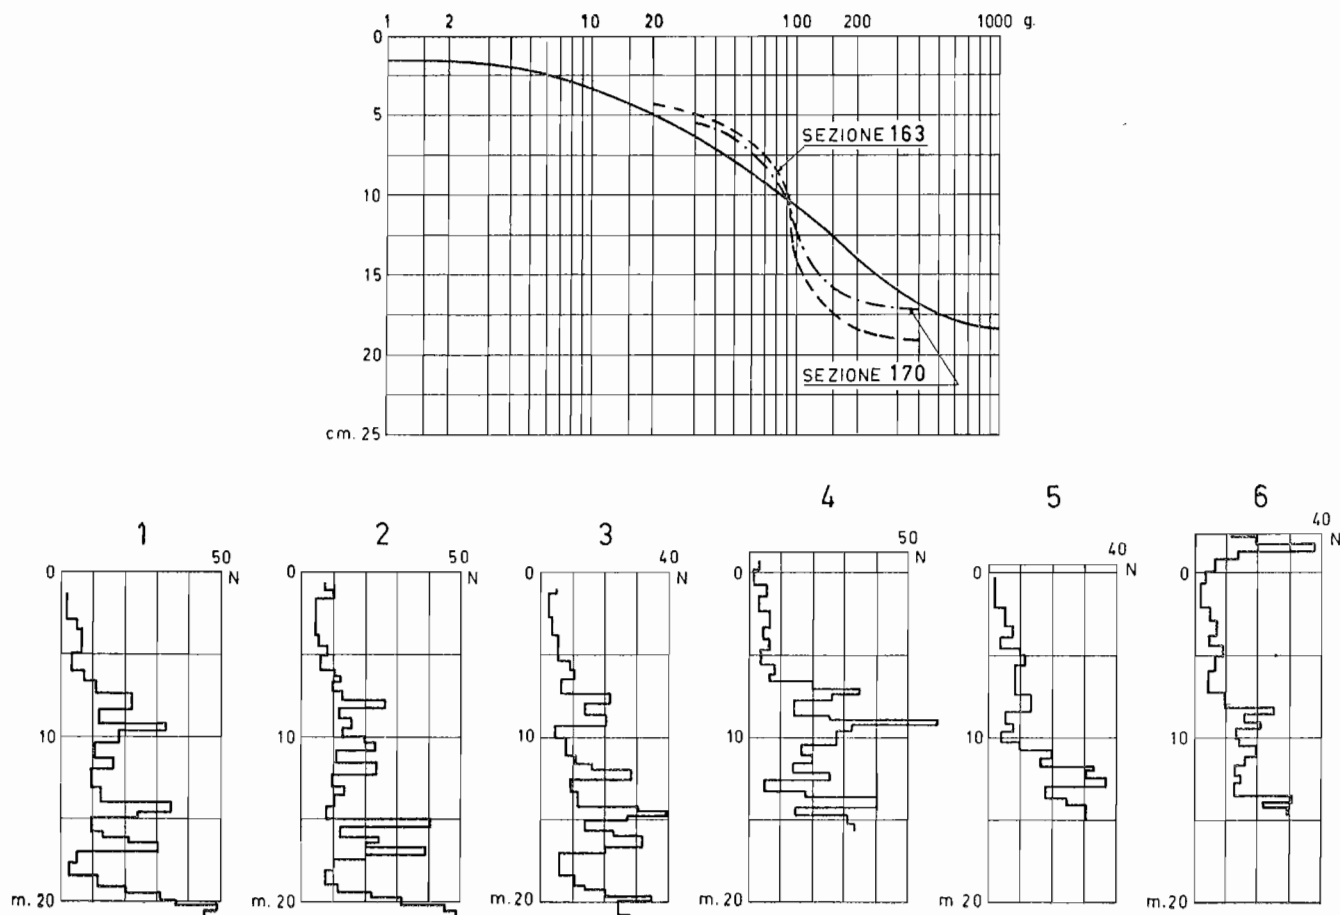 1 2 10 20 100 200 1000 g.
0
5
SEZIONE 163
10
15
20
SEZIONE 170
cm. 25
1 2 3 4 5 6
50 50 40 50 40 40
N N N N N N
0 0 0 0 0 0
10 10 10 10 10 10
m. 20 m. 20 m. 20 m. 20 m. 20 m. 20